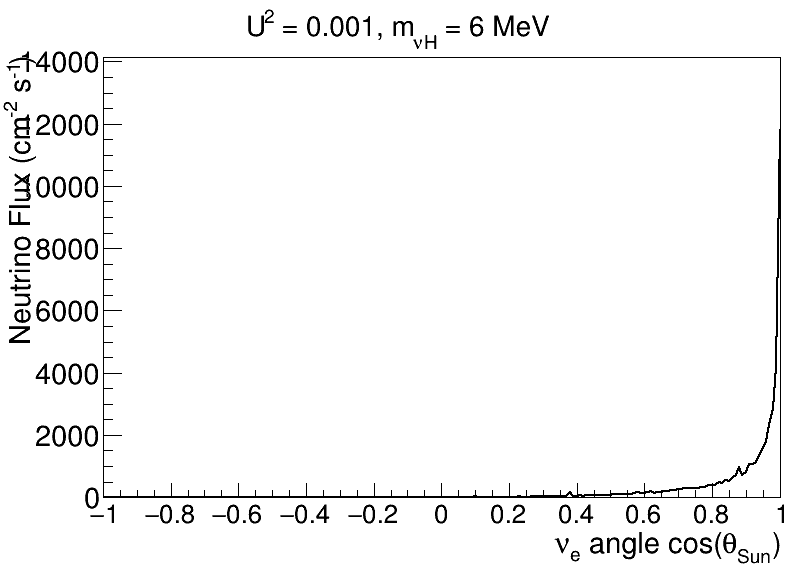 U² = 0.001, m_νH = 6 MeV
Neutrino Flux (cm⁻² s⁻¹)
14000
12000
10000
8000
6000
4000
2000
0
−1 −0.8 −0.6 −0.4 −0.2 0 0.2 0.4 0.6 0.8 1
ν_e angle cos(θ_Sun)